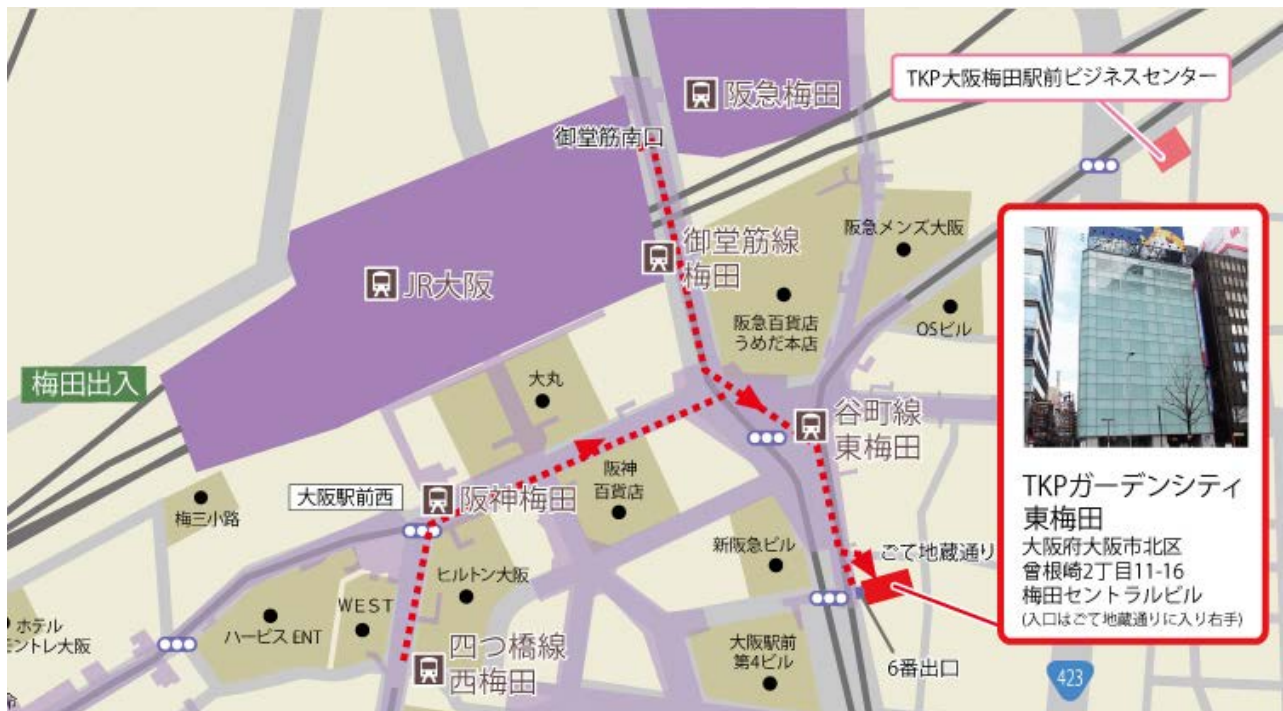 TKP大阪梅田駅前ビジネスセンター
阪急梅田
御堂筋南口
御堂筋線
梅田
阪急メンズ大阪
JR大阪
阪急百貨店
うめだ本店
OSビル
梅田出入
大丸
谷町線
東梅田
阪神
百貨店
大阪駅前西
阪神梅田
梅三小路
新阪急ビル
ごて地蔵通り
ヒルトン大阪
WEST
ハービス ENT
ホテル
ントレ大阪
四つ橋線
西梅田
大阪駅前
第4ビル
6番出口
423
TKPガーデンシティ
東梅田
大阪府大阪市北区
曾根崎2丁目11-16
梅田セントラルビル
(入口はごて地蔵通りに入り右手)